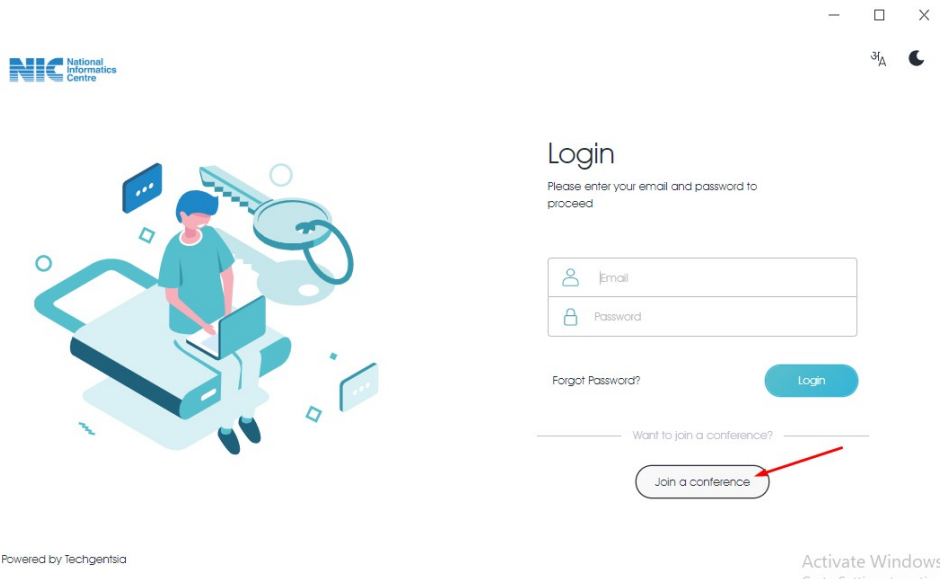 NIC National
Informatics
Centre
अ/A
Login
Please enter your email and password to
proceed
Email
Password
Forgot Password?
Login
Want to join a conference?
Join a conference
Powered by Techgentsia
Activate Windows